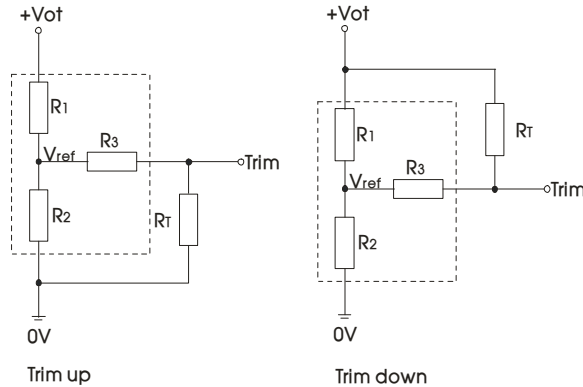 +Vot
R1
Vref
R3
Trim
R2
RT
0V
Trim up
+Vot
R1
RT
Vref
R3
Trim
R2
0V
Trim down